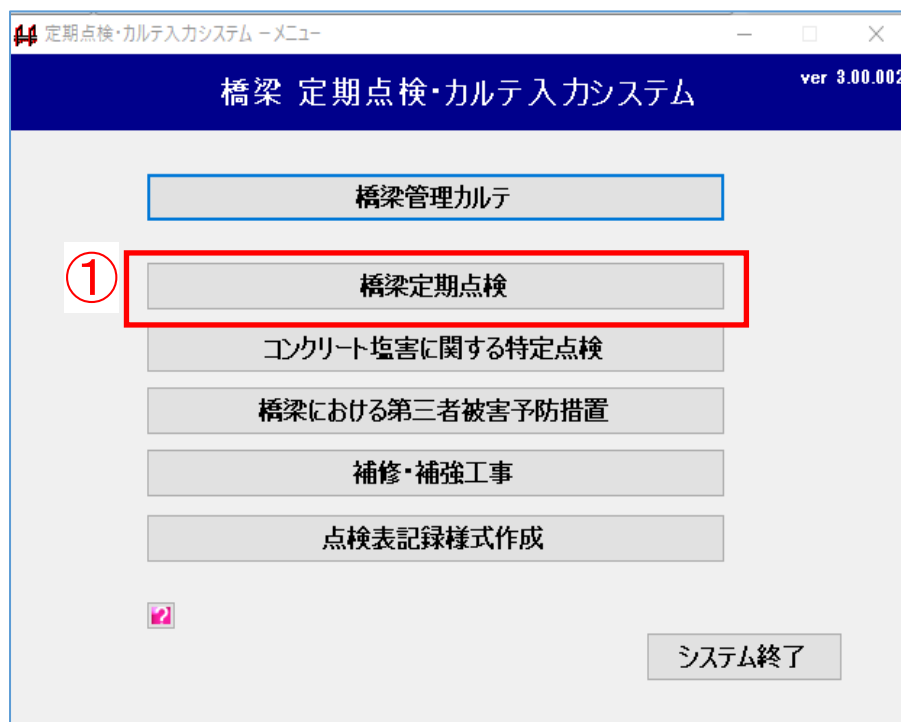 定期点検・カルテ入力システム －メニュー
橋梁 定期点検・カルテ入力システム
ver 3.00.002
橋梁管理カルテ
①
橋梁定期点検
コンクリート塩害に関する特定点検
橋梁における第三者被害予防措置
補修・補強工事
点検表記録様式作成
?
システム終了